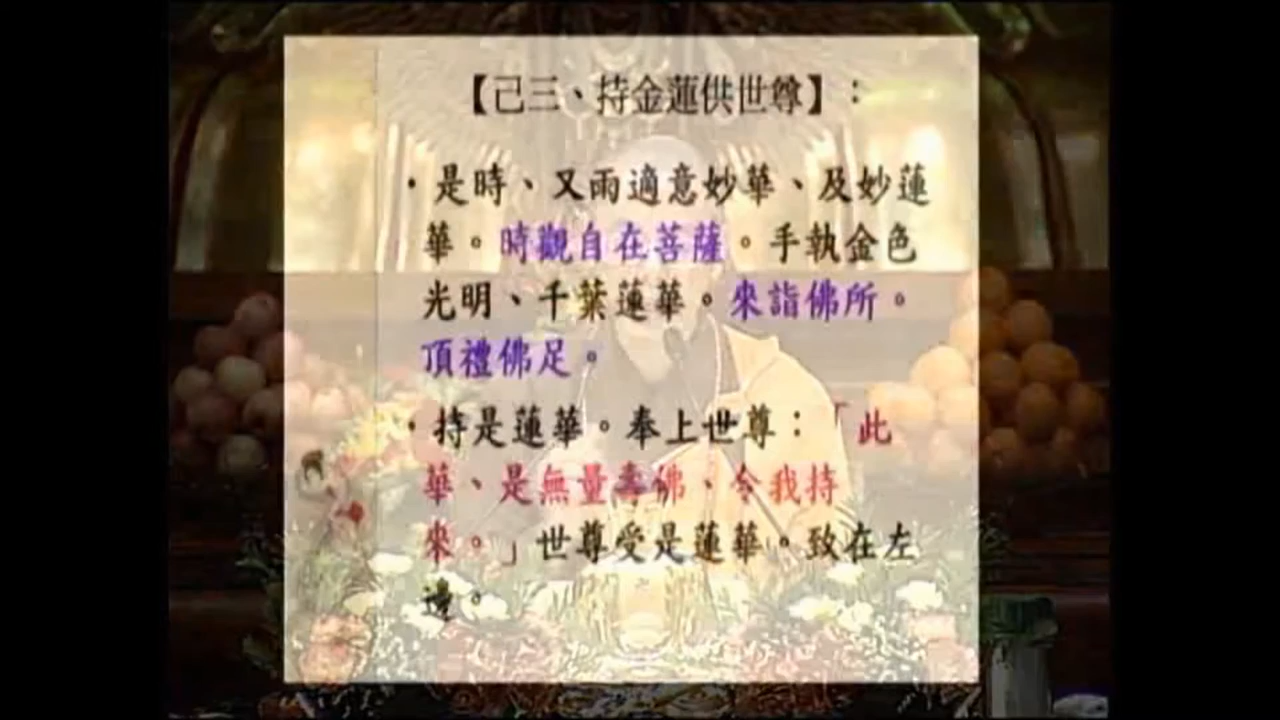 【己三、持金蓮供世尊】：
・是時、又雨適意妙華、及妙蓮
華。時觀自在菩薩。手執金色
光明、千葉蓮華。來詣佛所。
頂禮佛足。
・持是蓮華。奉上世尊：「此
華、是無量壽佛、令我持
來。」世尊受是蓮華。致在左
邊。